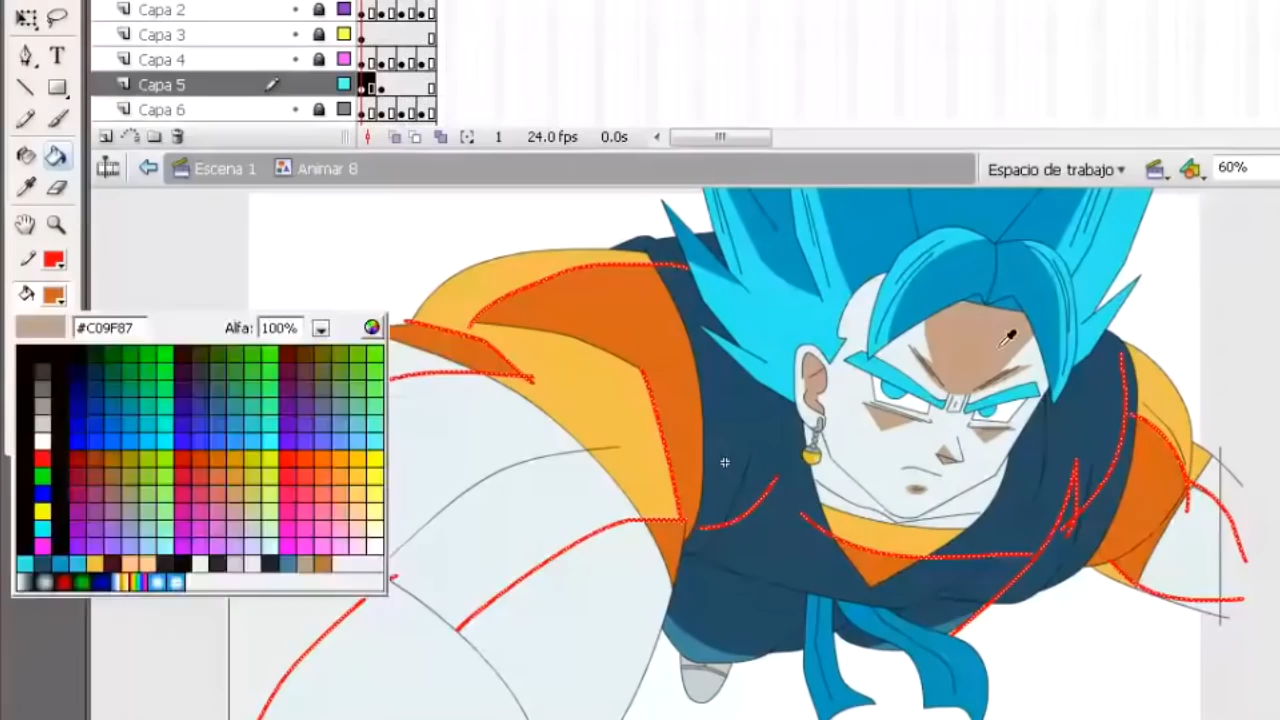 Capa 2
Capa 3
Capa 4
Capa 5
Capa 6
1 24.0 fps 0.0s
Escena 1 Animar 8 Espacio de trabajo 60%
T
#C09F87 Alfa: 100%